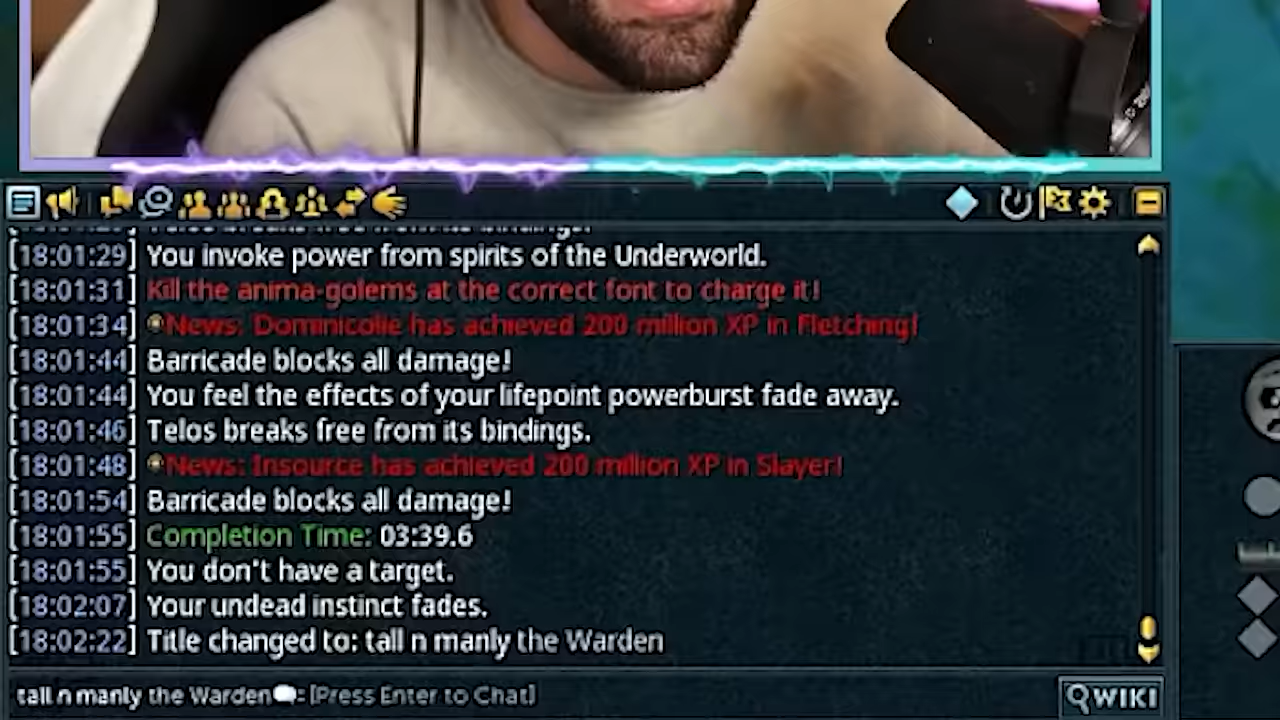 [18:01:29] You invoke power from spirits of the Underworld.
[18:01:31] Kill the anima-golems at the correct font to charge it!
[18:01:34] News: Dominicolie has achieved 200 million XP in Fletching!
[18:01:44] Barricade blocks all damage!
[18:01:44] You feel the effects of your lifepoint powerburst fade away.
[18:01:46] Telos breaks free from its bindings.
[18:01:48] News: Insource has achieved 200 million XP in Slayer!
[18:01:54] Barricade blocks all damage!
[18:01:55] Completion Time: 03:39.6
[18:01:55] You don't have a target.
[18:02:07] Your undead instinct fades.
[18:02:22] Title changed to: tall n manly the Warden
tall n manly the Warden: [Press Enter to Chat]
WIKI